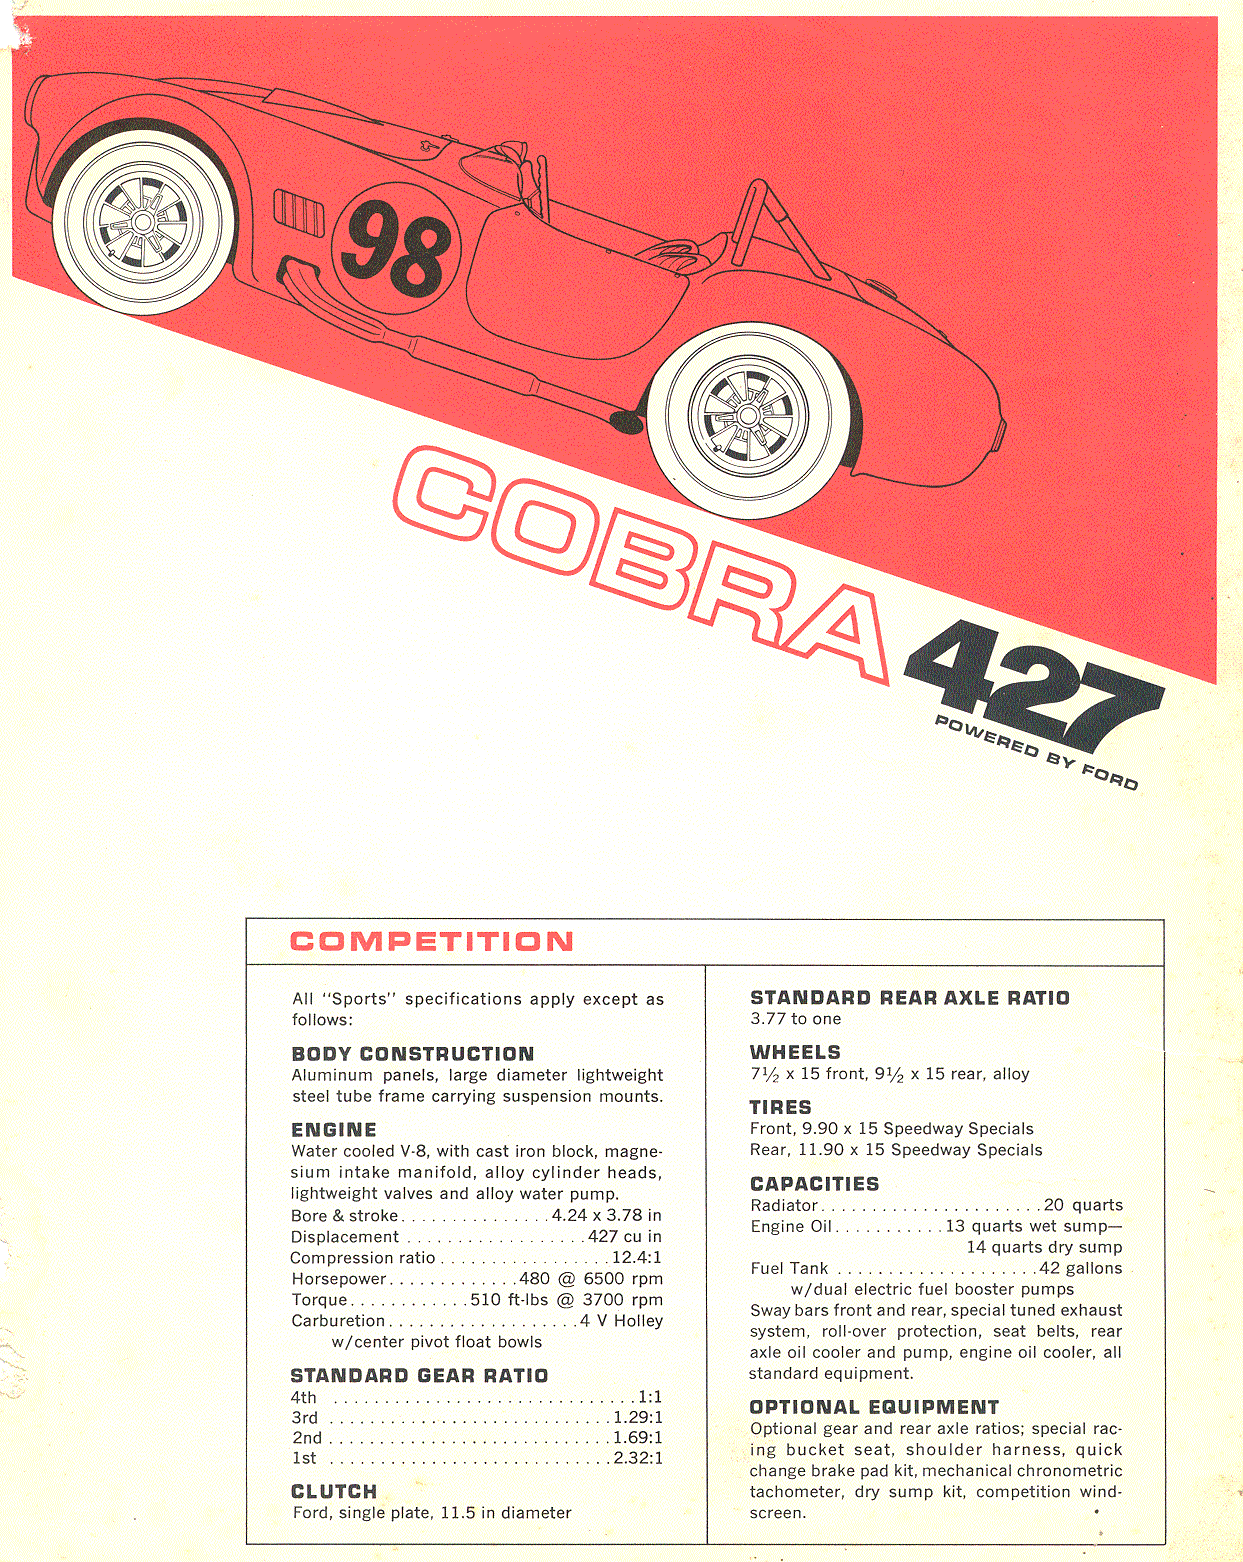 98
COBRA 427
POWERED BY FORD
COMPETITION
All "Sports" specifications apply except as
follows:
BODY CONSTRUCTION
Aluminum panels, large diameter lightweight
steel tube frame carrying suspension mounts.
ENGINE
Water cooled V-8, with cast iron block, magne-
sium intake manifold, alloy cylinder heads,
lightweight valves and alloy water pump.
Bore & stroke...............4.24 x 3.78 in
Displacement ..................427 cu in
Compression ratio.................12.4:1
Horsepower.............480 @ 6500 rpm
Torque............510 ft-lbs @ 3700 rpm
Carburetion...................4 V Holley
w/center pivot float bowls
STANDARD GEAR RATIO
4th ..............................1:1
3rd ............................1.29:1
2nd ............................1.69:1
1st ............................2.32:1
CLUTCH
Ford, single plate, 11.5 in diameter
STANDARD REAR AXLE RATIO
3.77 to one
WHEELS
7½ x 15 front, 9½ x 15 rear, alloy
TIRES
Front, 9.90 x 15 Speedway Specials
Rear, 11.90 x 15 Speedway Specials
CAPACITIES
Radiator......................20 quarts
Engine Oil...........13 quarts wet sump—
14 quarts dry sump
Fuel Tank ....................42 gallons
w/dual electric fuel booster pumps
Sway bars front and rear, special tuned exhaust
system, roll-over protection, seat belts, rear
axle oil cooler and pump, engine oil cooler, all
standard equipment.
OPTIONAL EQUIPMENT
Optional gear and rear axle ratios; special rac-
ing bucket seat, shoulder harness, quick
change brake pad kit, mechanical chronometric
tachometer, dry sump kit, competition wind-
screen.